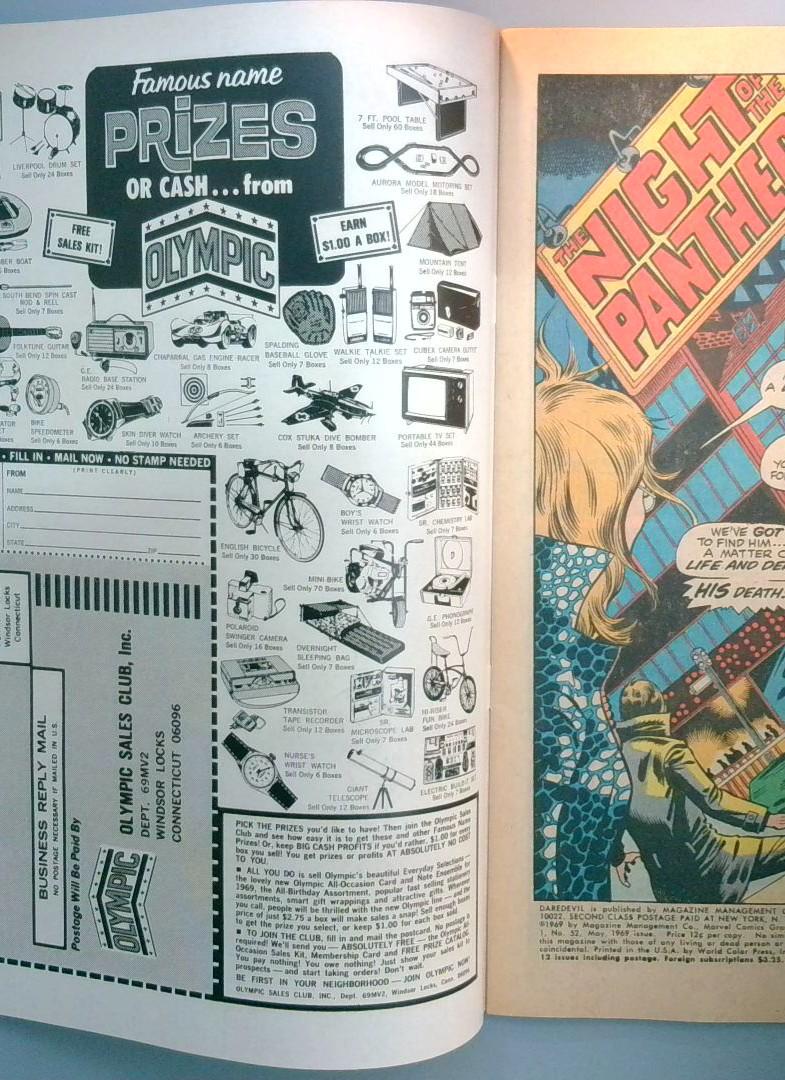 Famous name
PRIZES
OR CASH...from
FREE
SALES KIT!
OLYMPIC
EARN
$1.00 A BOX!
LIVERPOOL DRUM SET
Sell Only 24 Boxes
7 FT. POOL TABLE
Sell Only 60 Boxes
AURORA MODEL MOTORING SET
Sell Only 18 Boxes
MOUNTAIN TENT
Sell Only 12 Boxes
BOAT
Boxes
SOUTH BEND SPIN CAST
ROD & REEL
Sell Only 7 Boxes
FOLKTUNE GUITAR
Sell Only 12 Boxes
G.E.
RADIO BASE STATION
Sell Only 24 Boxes
CHAPARRAL GAS ENGINE RACER
Sell Only 8 Boxes
SPALDING
BASEBALL GLOVE
Sell Only 7 Boxes
WALKIE TALKIE SET
Sell Only 12 Boxes
CUBEX CAMERA OUTFIT
Sell Only 7 Boxes
BIKE
SPEEDOMETER
Sell Only 6 Boxes
SKIN DIVER WATCH
Sell Only 10 Boxes
ARCHERY SET
Sell Only 6 Boxes
COX STUKA DIVE BOMBER
Sell Only 8 Boxes
PORTABLE TV SET
Sell Only 44 Boxes
• FILL IN • MAIL NOW • NO STAMP NEEDED
FROM
(PRINT CLEARLY)
NAME
ADDRESS
CITY
STATE
ZIP
ENGLISH BICYCLE
Sell Only 30 Boxes
BOY'S
WRIST WATCH
Sell Only 6 Boxes
SR. CHEMISTRY LAB
Sell Only 7 Boxes
MINI-BIKE
Sell Only 70 Boxes
G.E. PHONOGRAPH
Sell Only 12 Boxes
POLAROID
SWINGER CAMERA
Sell Only 16 Boxes
OVERNIGHT
SLEEPING BAG
Sell Only 7 Boxes
TRANSISTOR
TAPE RECORDER
Sell Only 12 Boxes
SR.
MICROSCOPE LAB
Sell Only 7 Boxes
HI-RISER
FUN BIKE
Sell Only 24 Boxes
NURSE'S
WRIST WATCH
Sell Only 6 Boxes
GIANT
TELESCOPE
Sell Only 12 Boxes
ELECTRIC BUILD-IT SET
Sell Only 7 Boxes
Windsor Locks
Connecticut
BUSINESS REPLY MAIL
NO POSTAGE NECESSARY IF MAILED IN U.S.
Postage Will Be Paid By
OLYMPIC
OLYMPIC SALES CLUB, Inc.
DEPT. 69MV2
WINDSOR LOCKS
CONNECTICUT 06096
PICK THE PRIZES you'd like to have! Then join the Olympic Sales
Club and see how easy it is to get these and other Famous Name
Prizes! Or, keep BIG CASH PROFITS if you'd rather, $1.00 for every
box you sell! You get prizes or profits AT ABSOLUTELY NO COST
TO YOU.
■ ALL YOU DO is sell Olympic's beautiful Everyday Selections —
the lovely new Olympic All-Occasion Card and Note Ensemble for
1969, the All-Birthday Assortment, popular fast selling stationery
assortments, smart gift wrappings and attractive gifts. Wherever
you call, people will be thrilled with the new Olympic line — and the
price of just $2.75 a box will make sales a snap! Sell enough boxes
to get the prize you select, or keep $1.00 for each box sold.
■ TO JOIN THE CLUB, fill in and mail the postcard. No postage is
required! We'll send you — ABSOLUTELY FREE — the Olympic All-
Occasion Sales Kit, Membership Card and FREE PRIZE CATALOG.
You pay nothing! You owe nothing! Just show your sales kit to
prospects — and start taking orders! Don't wait.
BE FIRST IN YOUR NEIGHBORHOOD — JOIN OLYMPIC NOW!
OLYMPIC SALES CLUB, INC., Dept. 69MV2, Windsor Locks, Conn. 06096
THE
NIGHT
OF THE
PANTHER
A
YO
FO
WE'VE GOT
TO FIND HIM...
A MATTER O
LIFE AND DE
HIS DEATH.
DAREDEVIL is published by MAGAZINE MANAGEMENT
10022. SECOND CLASS POSTAGE PAID AT NEW YORK, N.
©1969 by Magazine Management Co., Marvel Comics Gro
1, No. 52, May, 1969 issue. Price 12¢ per copy. No sim
this magazine with those of any living or dead person or
coincidental. Printed in the U.S.A. by World Color Press, In
12 issues including postage. Foreign subscriptions $3.25.